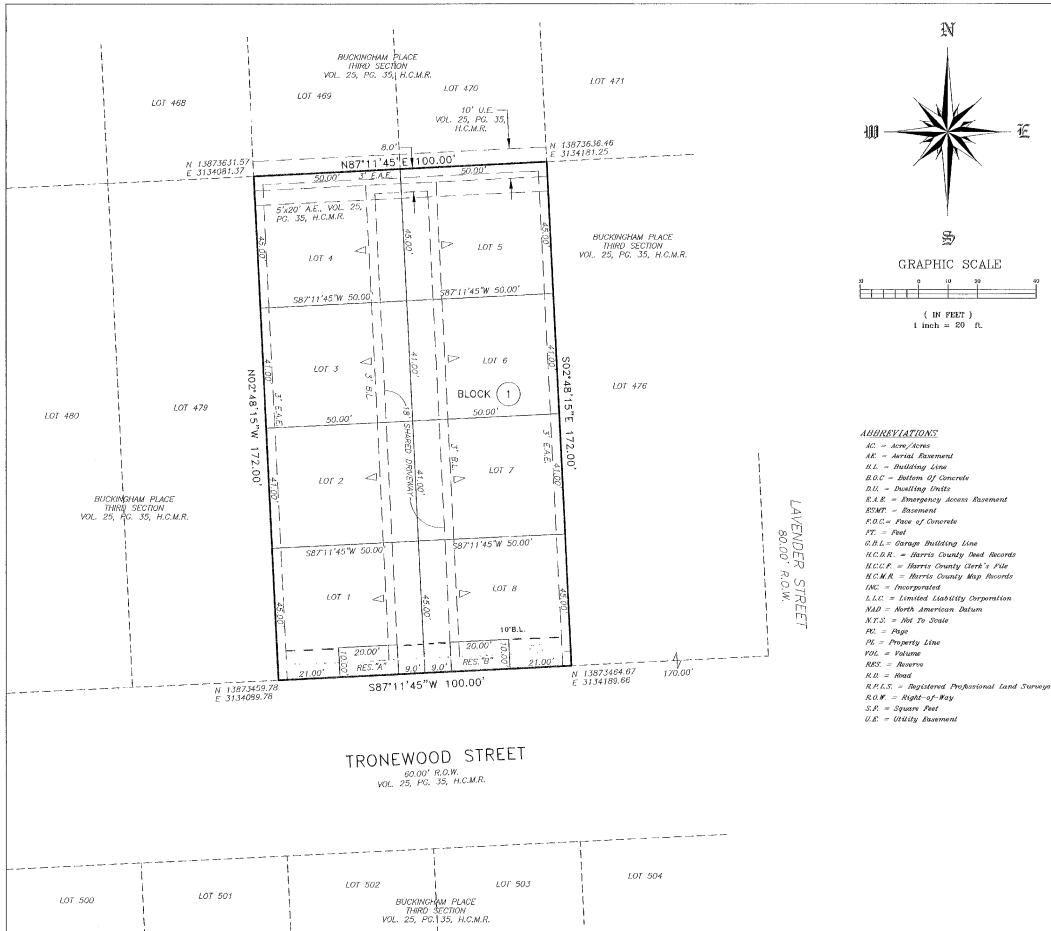 BUCKINGHAM PLACE
THIRD SECTION
VOL. 25, PG. 35, H.C.M.R.
LOT 468
LOT 469
LOT 470
LOT 471
10' U.E.
VOL. 25, PG. 35,
H.C.M.R.
8.0'
N 13873631.57
E 3134081.37
N87°11'45"E 100.00'
N 13873636.46
E 3134181.25
50.00'
3' E.A.E.
50.00'
5'x20' A.E., VOL. 25,
PG. 35, H.C.M.R.
45.00'
45.00'
45.00'
LOT 4
LOT 5
BUCKINGHAM PLACE
THIRD SECTION
VOL. 25, PG. 35, H.C.M.R.
S87°11'45"W 50.00'
S87°11'45"W 50.00'
41.00'
LOT 3
3' B.L.
41.00'
LOT 6
41.00'
BLOCK 1
N02°48'15"W 172.00'
S02°48'15"E 172.00'
LOT 480
LOT 479
LOT 476
3' E.A.E.
50.00'
50.00'
18' SHARED DRIVEWAY
47.00'
LOT 2
41.00'
3' B.L.
LOT 7
3' E.A.E.
41.00'
BUCKINGHAM PLACE
THIRD SECTION
VOL. 25, PG. 35, H.C.M.R.
LAVENDER STREET
80.00' R.O.W.
S87°11'45"W 50.00'
S87°11'45"W 50.00'
45.00'
LOT 1
45.00'
LOT 8
45.00'
10'B.L.
20.00'
10.00'
RES. "A"
20.00'
10.00'
RES. "B"
21.00'
9.0'
9.0'
21.00'
170.00'
N 13873459.78
E 3134089.78
S87°11'45"W 100.00'
N 13873464.67
E 3134189.66
TRONEWOOD STREET
60.00' R.O.W.
VOL. 25, PG. 35, H.C.M.R.
LOT 500
LOT 501
LOT 502
LOT 503
LOT 504
BUCKINGHAM PLACE
THIRD SECTION
VOL. 25, PG. 35, H.C.M.R.
N
W
E
S
GRAPHIC SCALE
0 10 20 40
( IN FEET )
1 inch = 20 ft.
ABBREVIATIONS
AC. = Acre/Acres
AE. = Aerial Easement
B.L. = Building Line
B.O.C = Bottom Of Concrete
D.U. = Dwelling Units
E.A.E. = Emergency Access Easement
ESMT. = Easement
F.O.C.= Face of Concrete
FT. = Feet
G.B.L= Garage Building Line
H.C.D.R. = Harris County Deed Records
H.C.C.F. = Harris County Clerk's File
H.C.M.R = Harris County Map Records
INC. = Incorporated
L.L.C. = Limited Liability Corporation
NAD = North American Datum
N.T.S. = Not To Scale
PG. = Page
PL = Property Line
VOL. = Volume
RES. = Reserve
R.D. = Road
R.P.L.S. = Registered Professional Land Surveyor
R.O.W. = Right-of-Way
S.F. = Square Feet
U.E. = Utility Easement